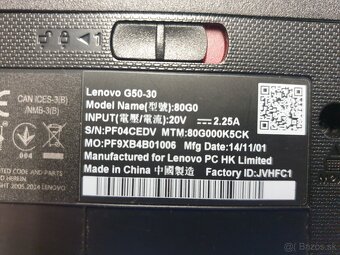 1
Lenovo G50-30
Model Name(型號):80G0
INPUT(電壓/電流):20V ⎓ 2.25A
S/N:PF04CEDV MTM:80G000K5CK
MO:PF9XB4B01006 Mfg Date:14/11/01
Manufactured for Lenovo PC HK Limited
Made in China 中國製造 Factory ID:JVHFC1
CAN ICES-3(B)
/NMB-3(B)
004
bazos.sk